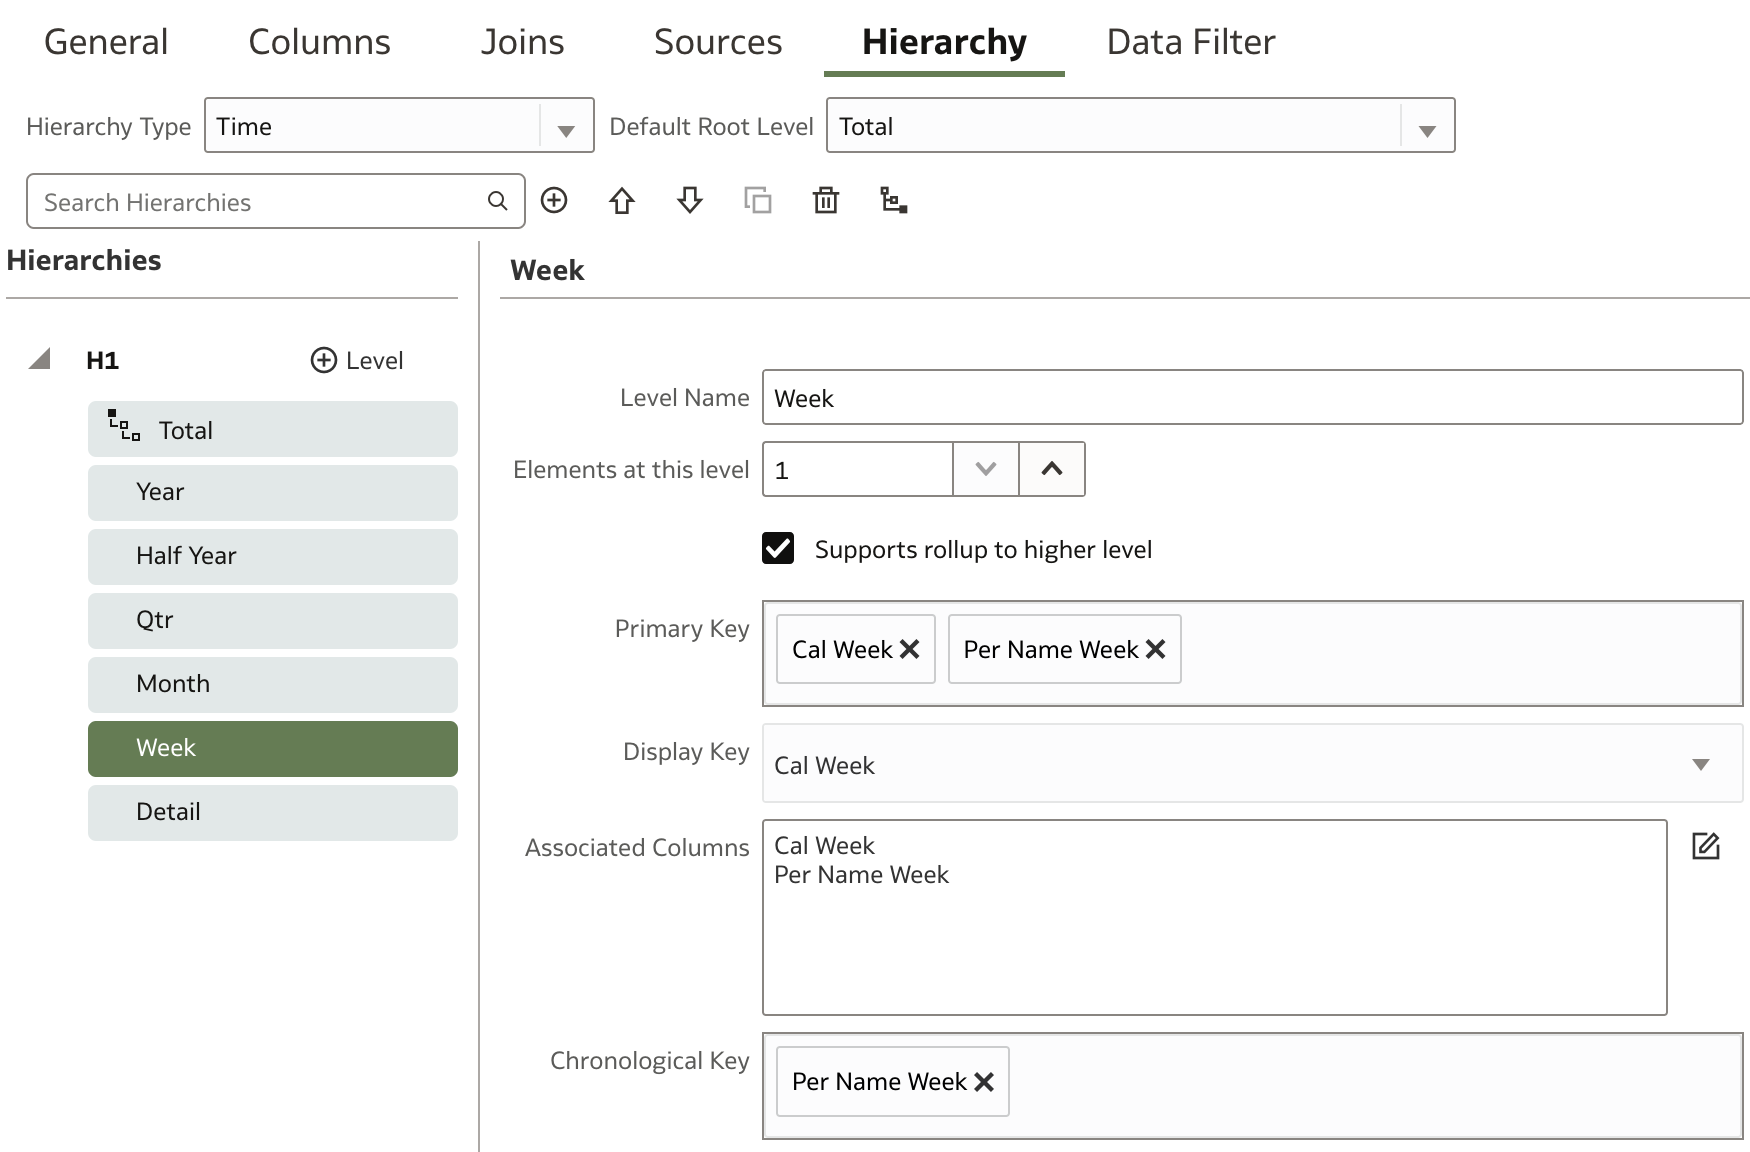 General Columns Joins Sources Hierarchy Data Filter
Hierarchy Type Time Default Root Level Total
Search Hierarchies
Hierarchies
H1 Level
Total
Year
Half Year
Qtr
Month
Week
Detail
Week
Level Name Week
Elements at this level 1
Supports rollup to higher level
Primary Key Cal Week Per Name Week
Display Key Cal Week
Associated Columns Cal Week
Per Name Week
Chronological Key Per Name Week